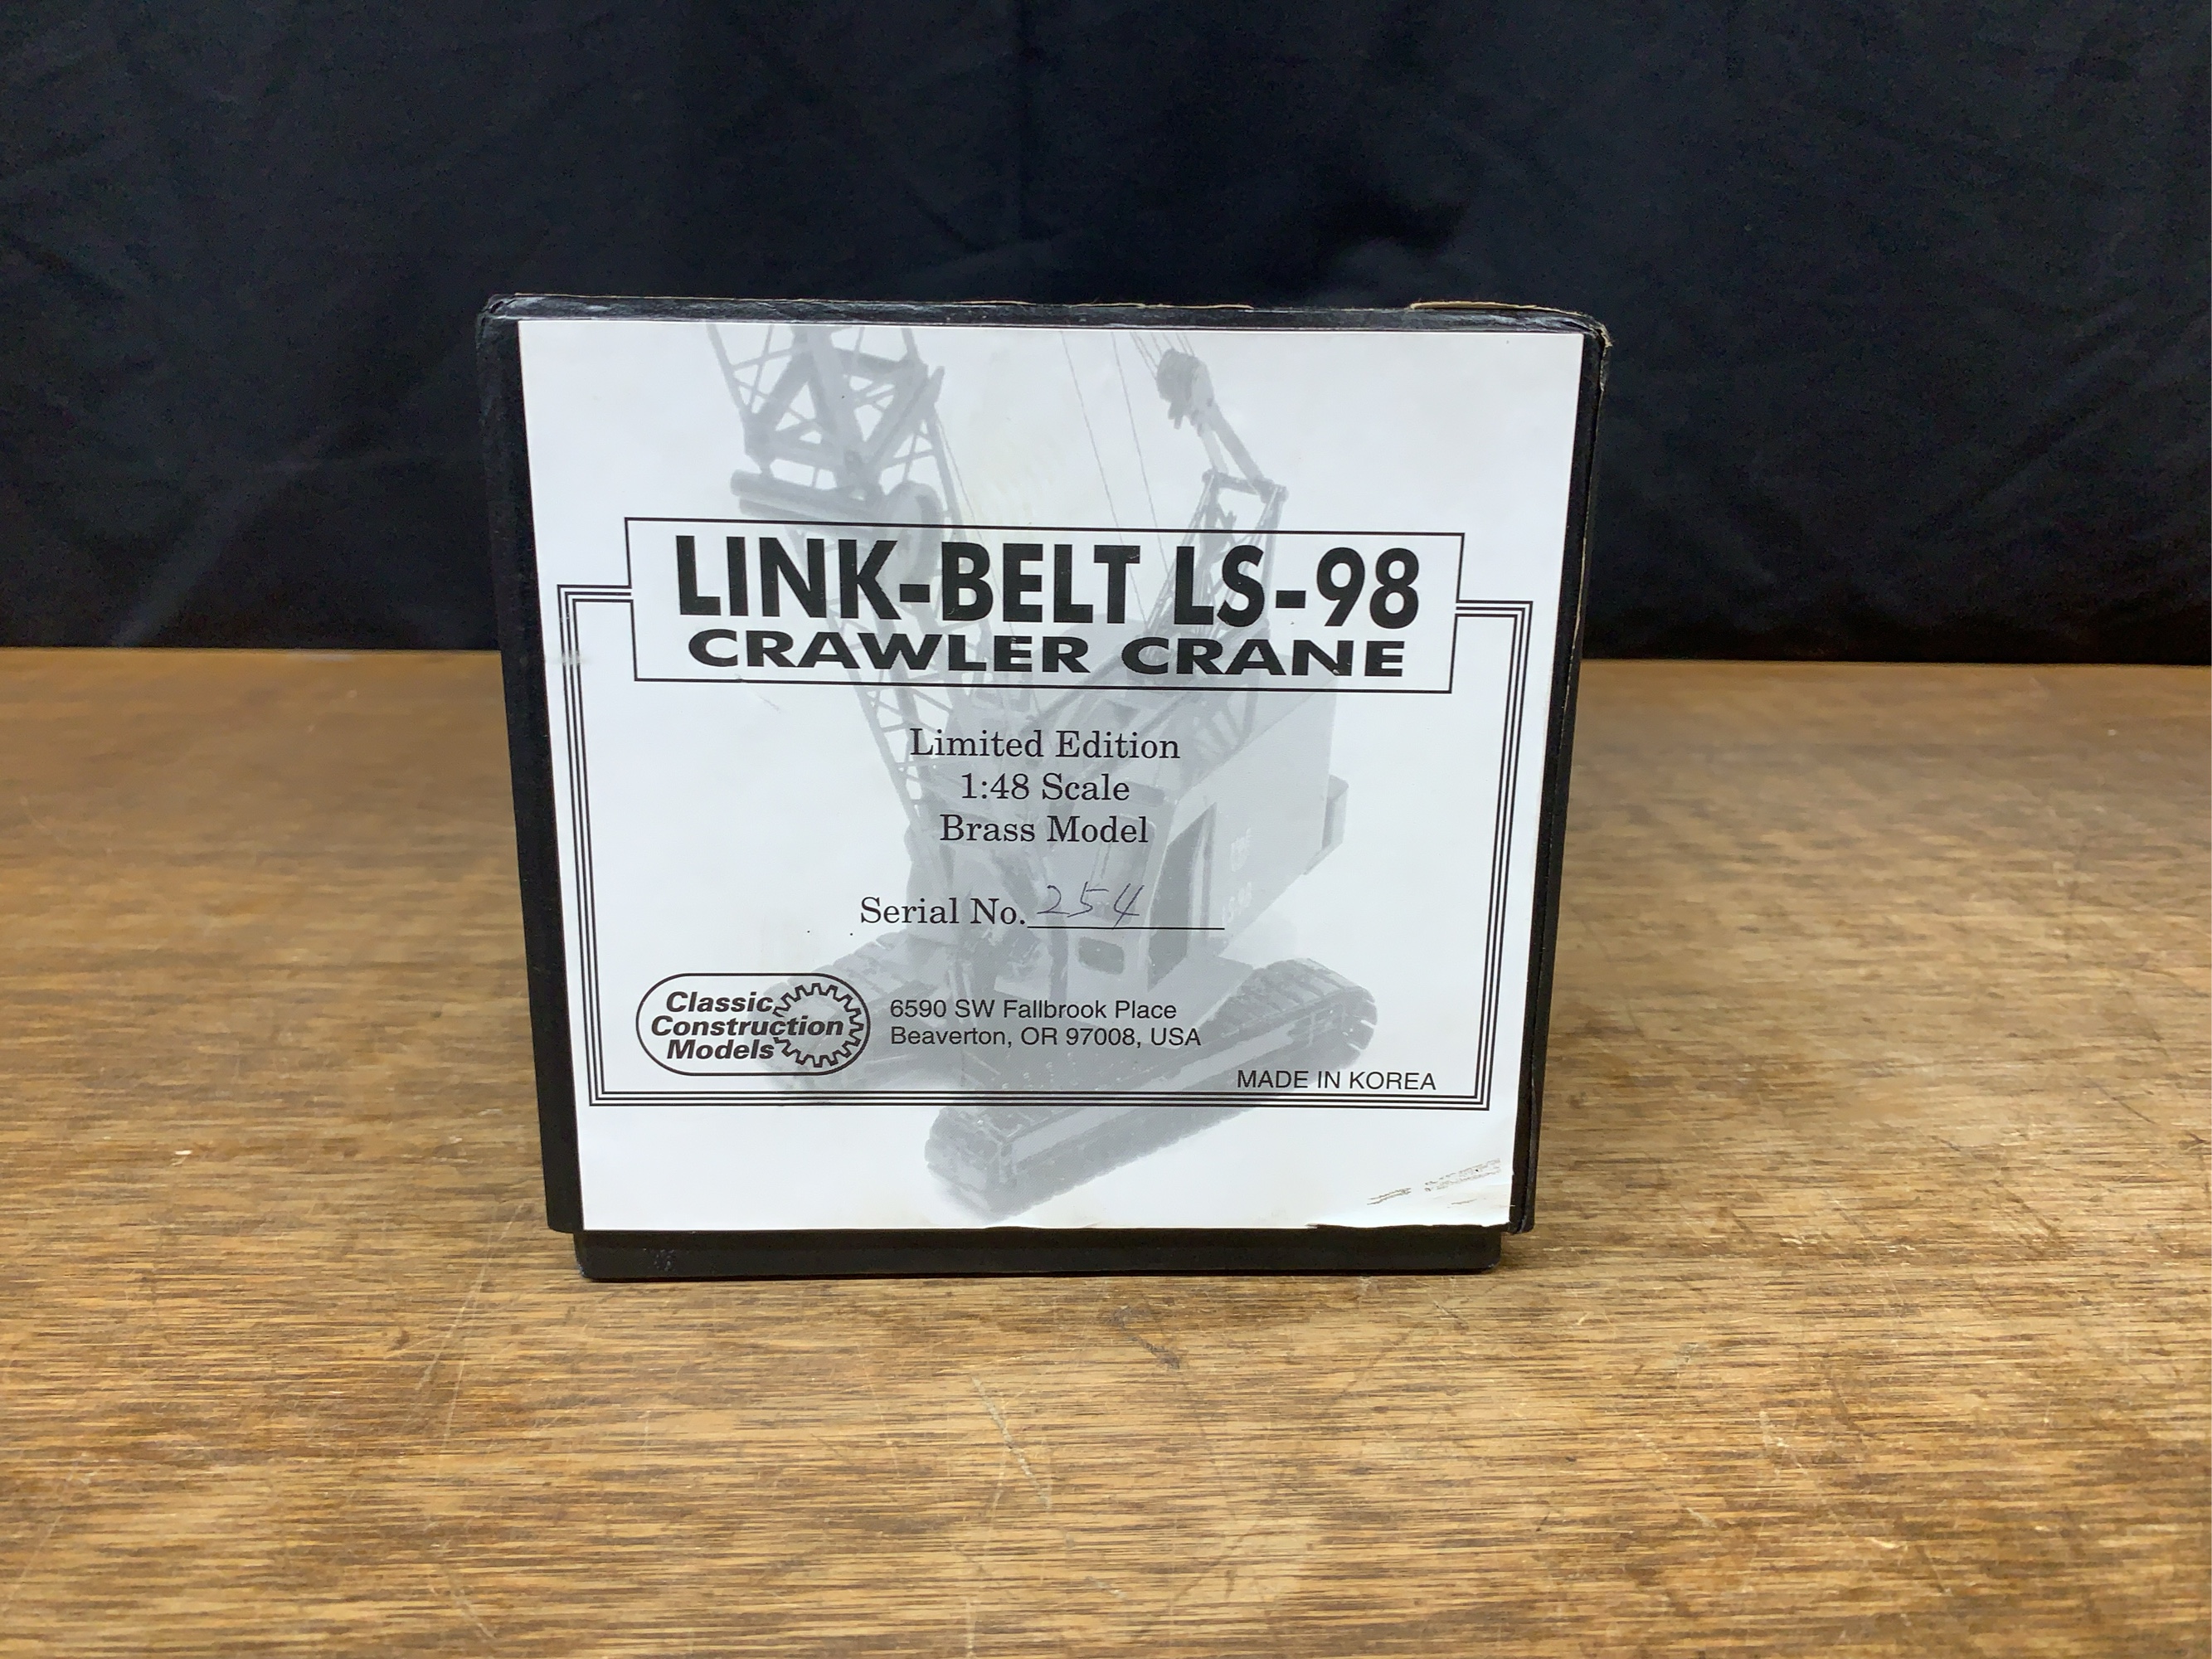 LINK-BELT LS-98
CRAWLER CRANE
Limited Edition
1:48 Scale
Brass Model
Serial No. 254
Classic
Construction
Models
6590 SW Fallbrook Place
Beaverton, OR 97008, USA
MADE IN KOREA